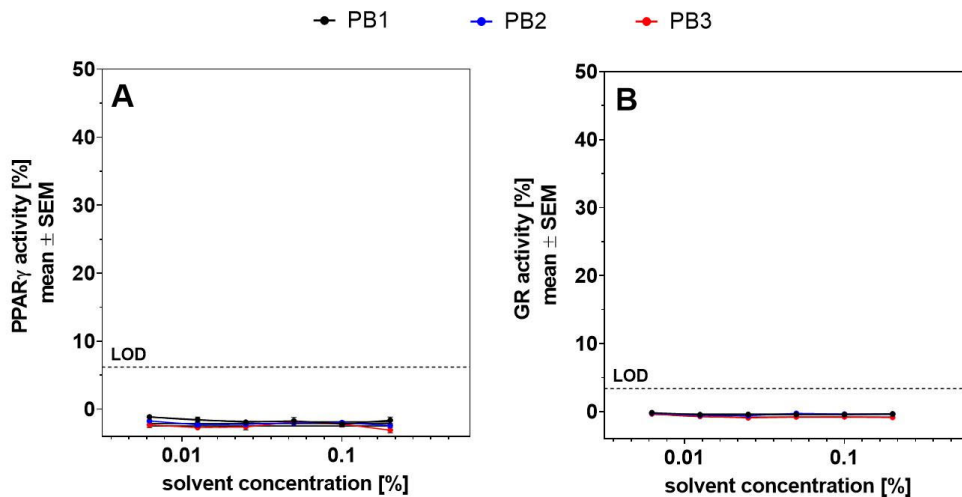 PB1 PB2 PB3
A
50
40
30
20
10
0
LOD
PPARγ activity [%]
mean ± SEM
0.01 0.1
solvent concentration [%]
B
50
40
30
20
10
0
LOD
GR activity [%]
mean ± SEM
0.01 0.1
solvent concentration [%]